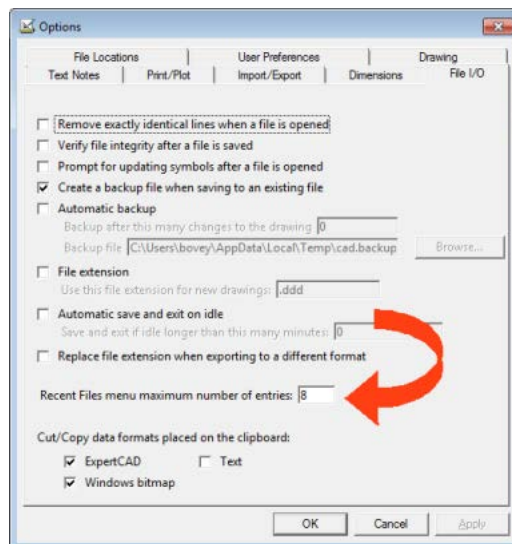 Options
File Locations User Preferences Drawing
Text Notes Print/Plot Import/Export Dimensions File I/O
Remove exactly identical lines when a file is opened
Verify file integrity after a file is saved
Prompt for updating symbols after a file is opened
Create a backup file when saving to an existing file
Automatic backup
Backup after this many changes to the drawing 0
Backup file C:\Users\bovey\AppData\Local\Temp\cad.backup Browse...
File extension
Use this file extension for new drawings: .ddd
Automatic save and exit on idle
Save and exit if idle longer than this many minutes: 0
Replace file extension when exporting to a different format
Recent Files menu maximum number of entries: 8
Cut/Copy data formats placed on the clipboard:
ExpertCAD Text
Windows bitmap
OK Cancel Apply